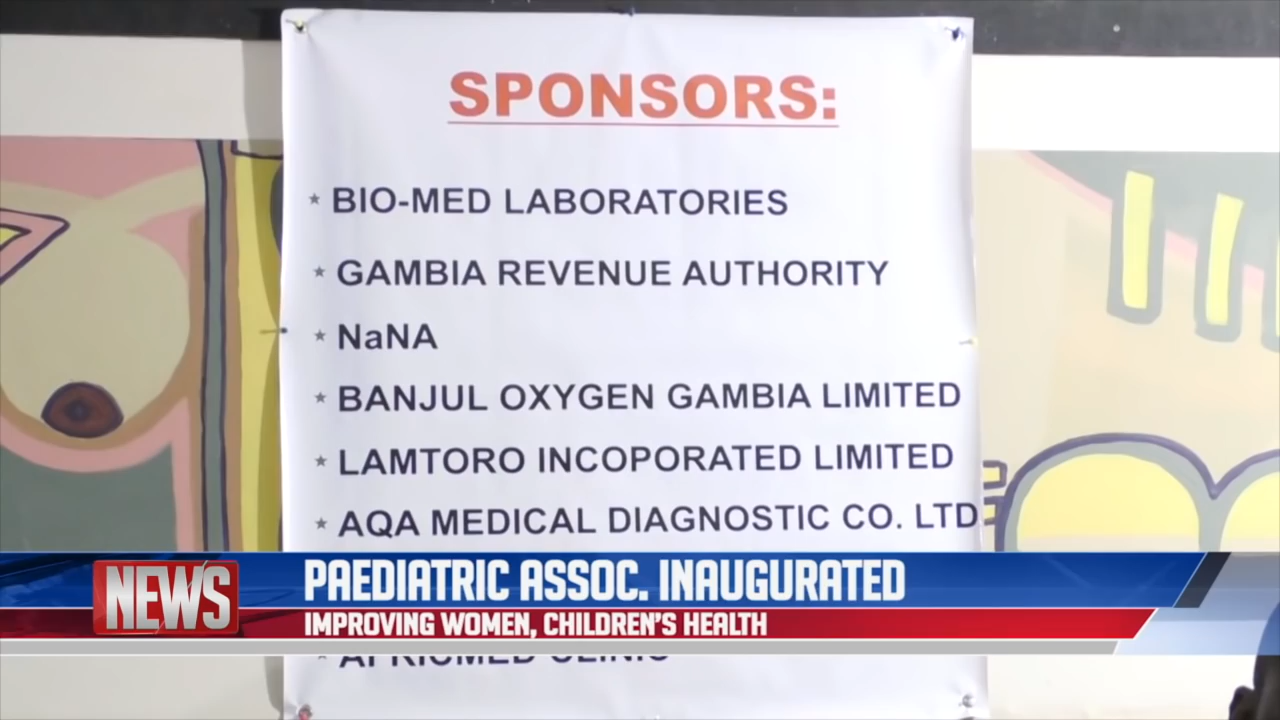 SPONSORS:
* BIO-MED LABORATORIES
* GAMBIA REVENUE AUTHORITY
* NaNA
* BANJUL OXYGEN GAMBIA LIMITED
* LAMTORO INCOPORATED LIMITED
* AQA MEDICAL DIAGNOSTIC CO. LTD
NEWS
PAEDIATRIC ASSOC. INAUGURATED
IMPROVING WOMEN, CHILDREN'S HEALTH